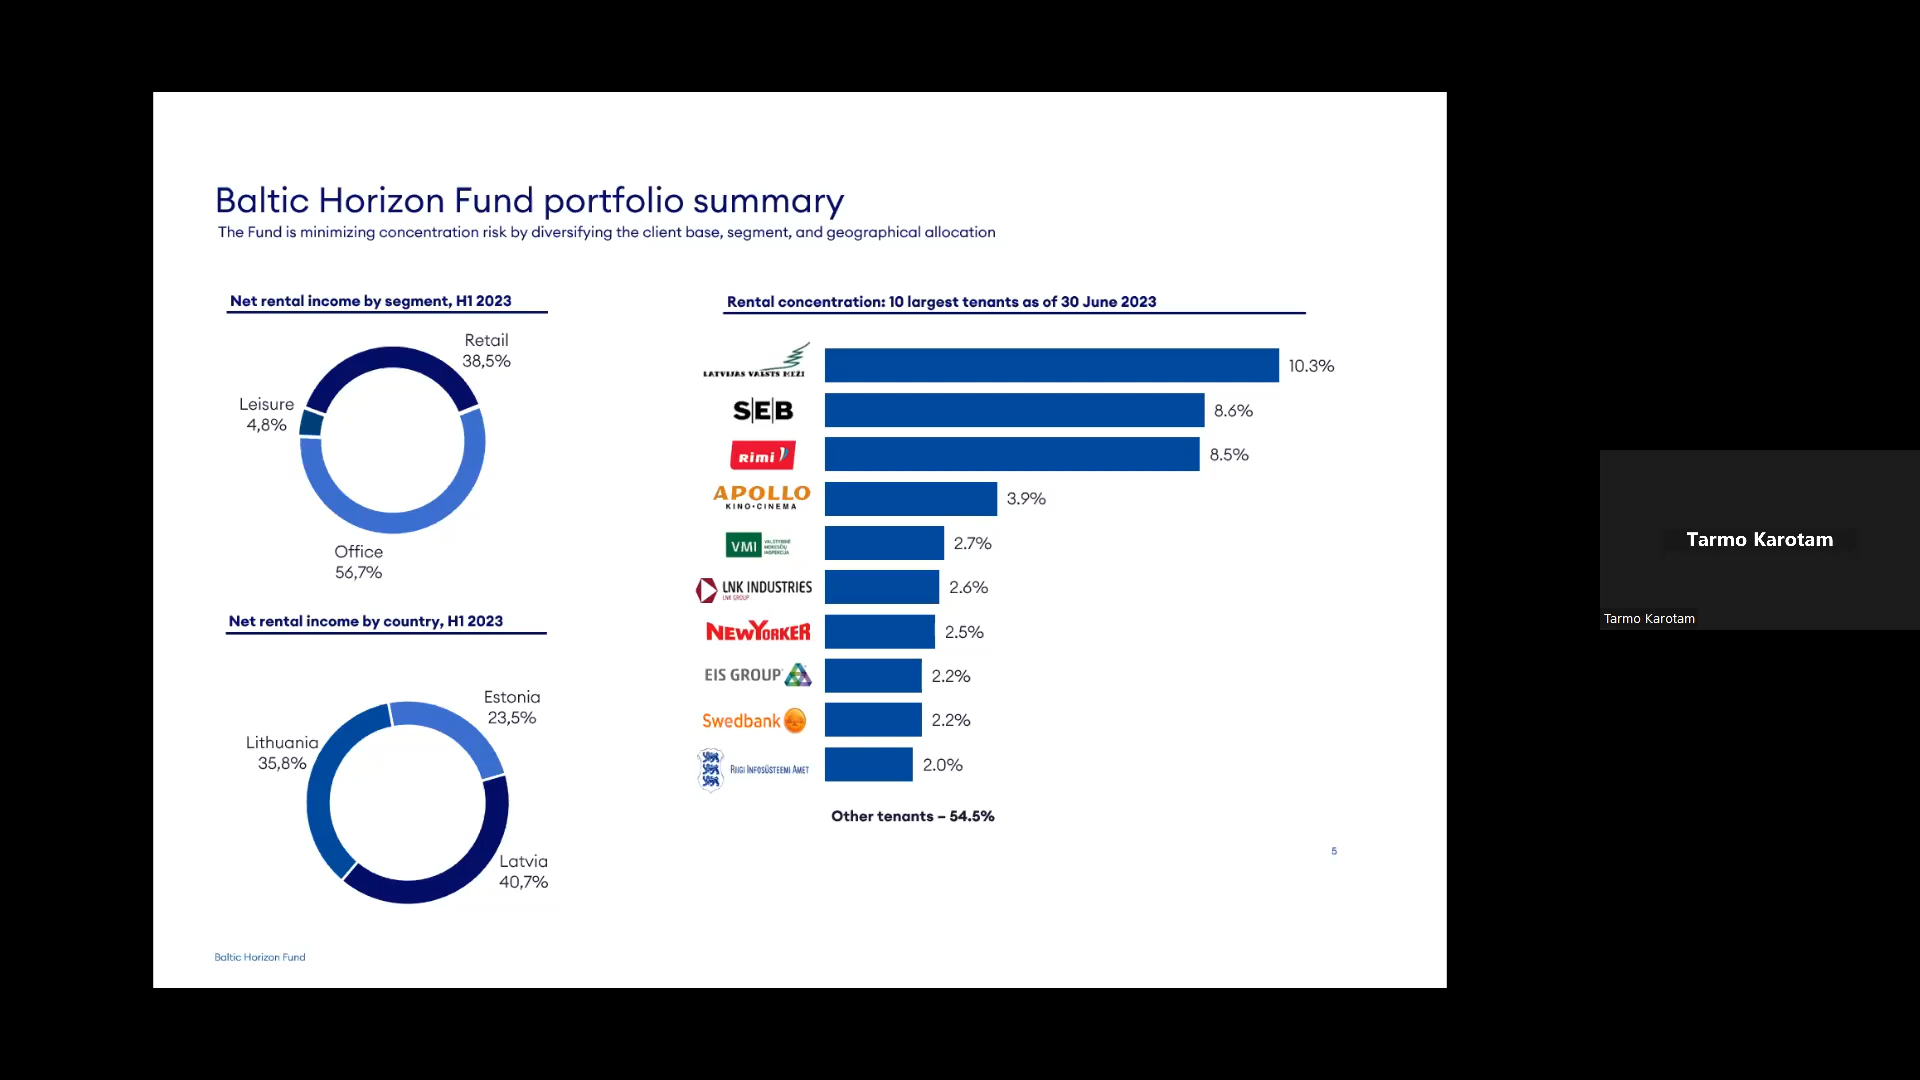 Baltic Horizon Fund portfolio summary
The Fund is minimizing concentration risk by diversifying the client base, segment, and geographical allocation
Net rental income by segment, H1 2023
Retail
38,5%
Leisure
4,8%
Office
56,7%
Net rental income by country, H1 2023
Estonia
23,5%
Lithuania
35,8%
Latvia
40,7%
Rental concentration: 10 largest tenants as of 30 June 2023
LATVIJAS VALSTS MEŽI
10.3%
S|E|B
8.6%
Rimi
8.5%
APOLLO
KINO•CINEMA
3.9%
VMI
VALSTYBINĖ
MOKESČIŲ
INSPEKCIJA
2.7%
LNK INDUSTRIES
LNK GROUP
2.6%
NEWYORKER
2.5%
EIS GROUP
2.2%
Swedbank
2.2%
RIIGI INFOSÜSTEEMI AMET
2.0%
Other tenants – 54.5%
5
Baltic Horizon Fund
Tarmo Karotam
Tarmo Karotam